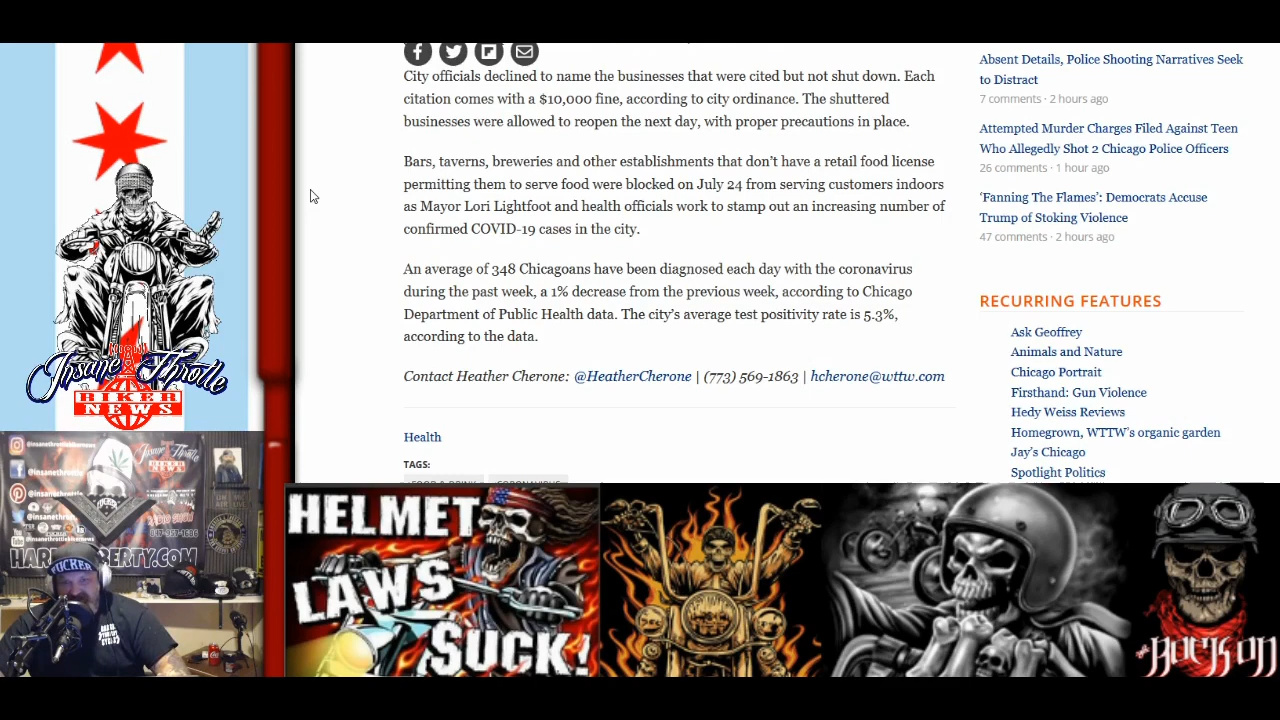 City officials declined to name the businesses that were cited but not shut down. Each
citation comes with a $10,000 fine, according to city ordinance. The shuttered
businesses were allowed to reopen the next day, with proper precautions in place.
Bars, taverns, breweries and other establishments that don't have a retail food license
permitting them to serve food were blocked on July 24 from serving customers indoors
as Mayor Lori Lightfoot and health officials work to stamp out an increasing number of
confirmed COVID-19 cases in the city.
An average of 348 Chicagoans have been diagnosed each day with the coronavirus
during the past week, a 1% decrease from the previous week, according to Chicago
Department of Public Health data. The city's average test positivity rate is 5.3%,
according to the data.
Contact Heather Cherone: @HeatherCherone | (773) 569-1863 | hcherone@wttw.com
Health
TAGS:
Absent Details, Police Shooting Narratives Seek
to Distract
7 comments · 2 hours ago
Attempted Murder Charges Filed Against Teen
Who Allegedly Shot 2 Chicago Police Officers
26 comments · 1 hour ago
‘Fanning The Flames’: Democrats Accuse
Trump of Stoking Violence
47 comments · 2 hours ago
RECURRING FEATURES
Ask Geoffrey
Animals and Nature
Chicago Portrait
Firsthand: Gun Violence
Hedy Weiss Reviews
Homegrown, WTTW's organic garden
Jay's Chicago
Spotlight Politics
Insane Throttle
BIKER
NEWS
@insanethrottlebikernews
HELMET
LAWS
SUCK!
ROCK ON